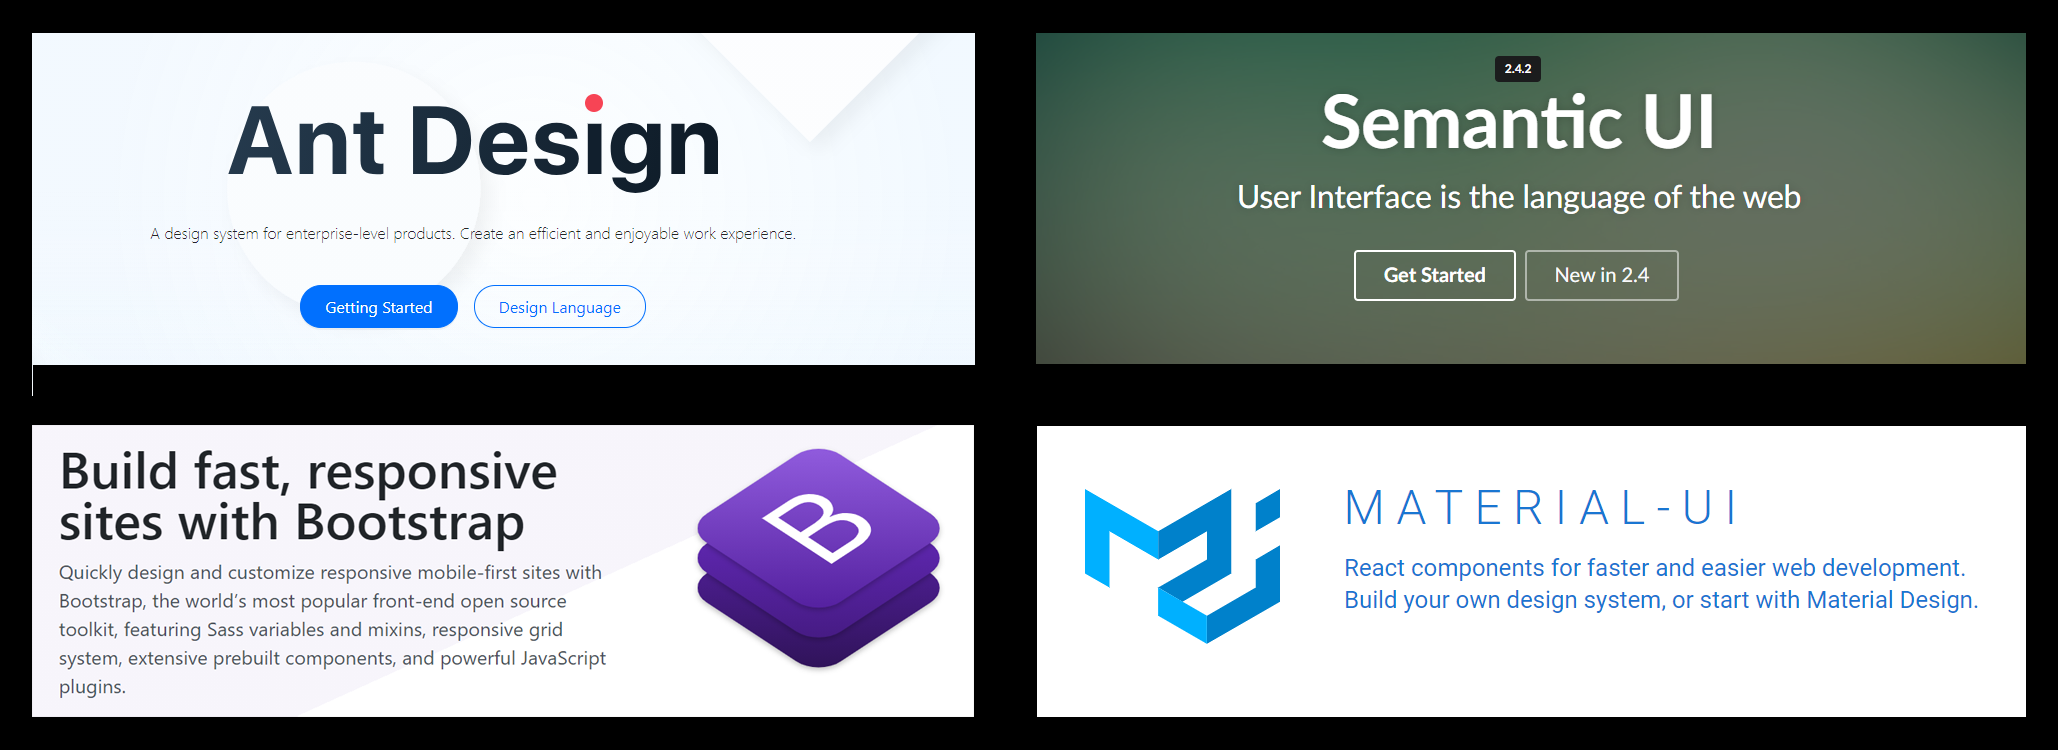 Ant Design
A design system for enterprise-level products. Create an efficient and enjoyable work experience.
Getting Started
Design Language
2.4.2
Semantic UI
User Interface is the language of the web
Get Started
New in 2.4
Build fast, responsive
sites with Bootstrap
Quickly design and customize responsive mobile-first sites with
Bootstrap, the world’s most popular front-end open source
toolkit, featuring Sass variables and mixins, responsive grid
system, extensive prebuilt components, and powerful JavaScript
plugins.
B
MATERIAL-UI
React components for faster and easier web development.
Build your own design system, or start with Material Design.